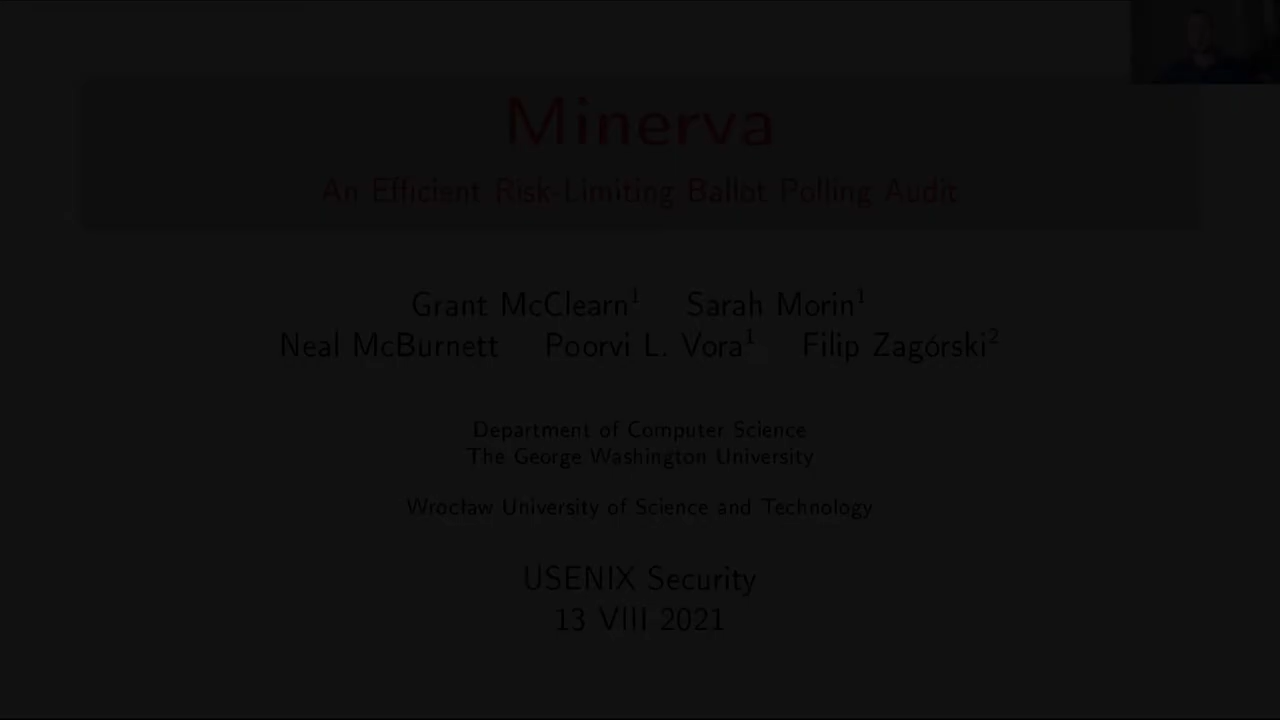 Minerva
An Efficient Risk-Limiting Ballot Polling Audit
Grant McClearn¹ Sarah Morin¹
Neal McBurnett Poorvi L. Vora¹ Filip Zagórski²
Department of Computer Science
The George Washington University
Wrocław University of Science and Technology
USENIX Security
13 VIII 2021